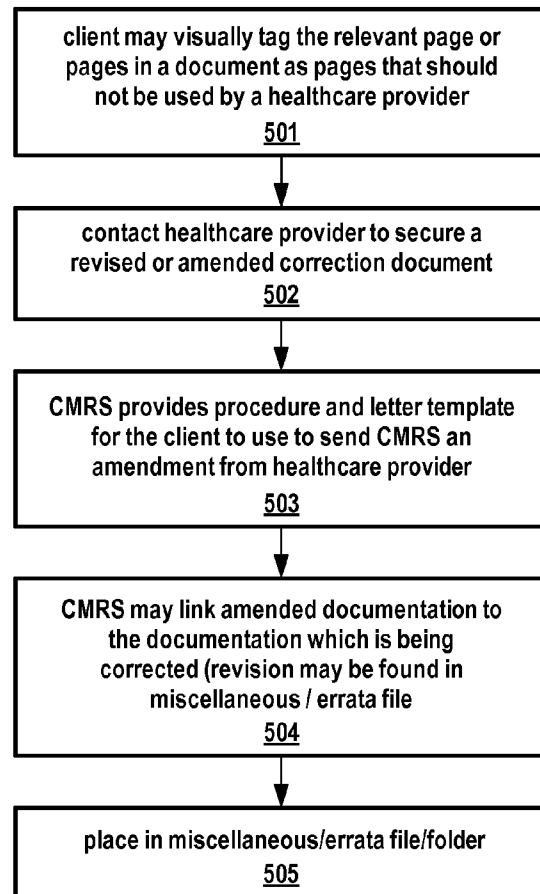 client may visually tag the relevant page or
pages in a document as pages that should
not be used by a healthcare provider
501
contact healthcare provider to secure a
revised or amended correction document
502
CMRS provides procedure and letter template
for the client to use to send CMRS an
amendment from healthcare provider
503
CMRS may link amended documentation to
the documentation which is being
corrected (revision may be found in
miscellaneous / errata file
504
place in miscellaneous/errata file/folder
505